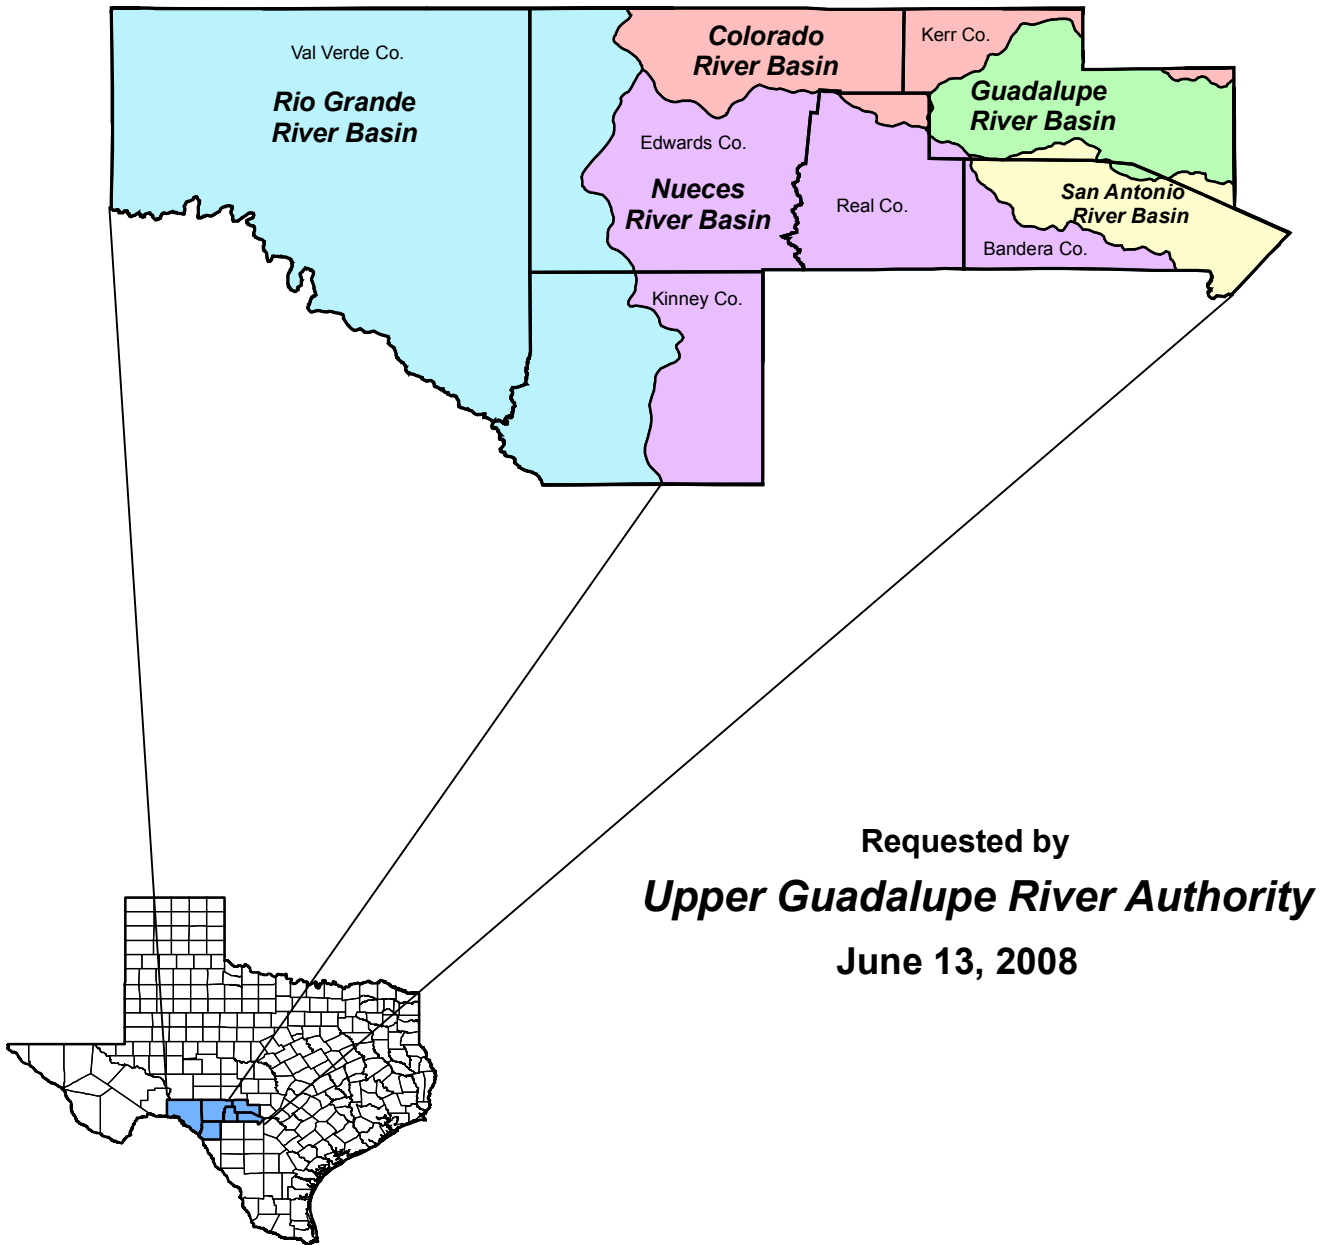 Val Verde Co.
Rio Grande
River Basin
Colorado
River Basin
Kerr Co.
Guadalupe
River Basin
Edwards Co.
Nueces
River Basin
Real Co.
San Antonio
River Basin
Bandera Co.
Kinney Co.
Requested by
Upper Guadalupe River Authority
June 13, 2008